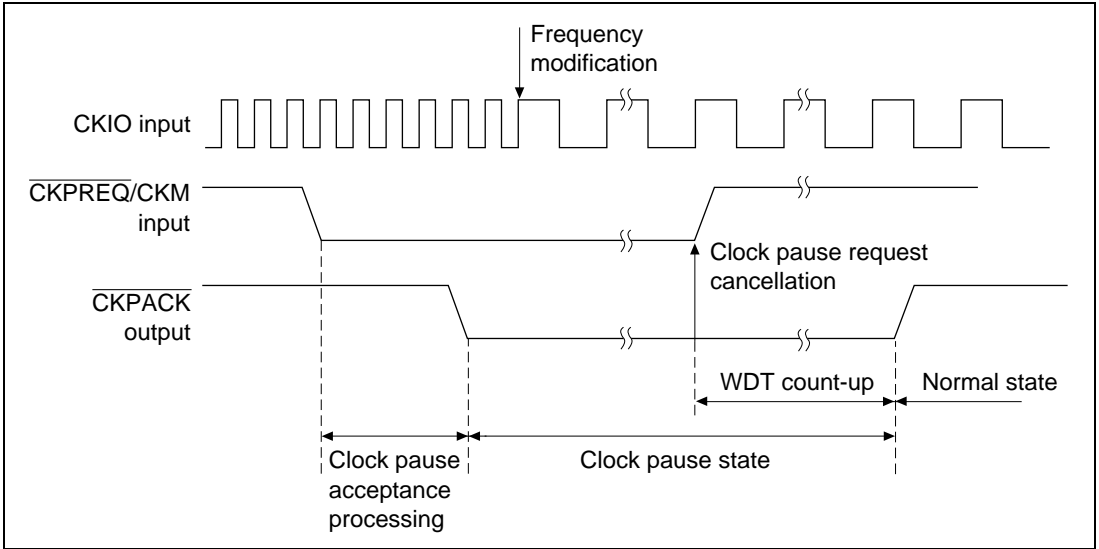 Frequency
modification
CKIO input
CKPREQ/CKM
input
Clock pause request
cancellation
CKPACK
output
WDT count-up
Normal state
Clock pause
acceptance
processing
Clock pause state